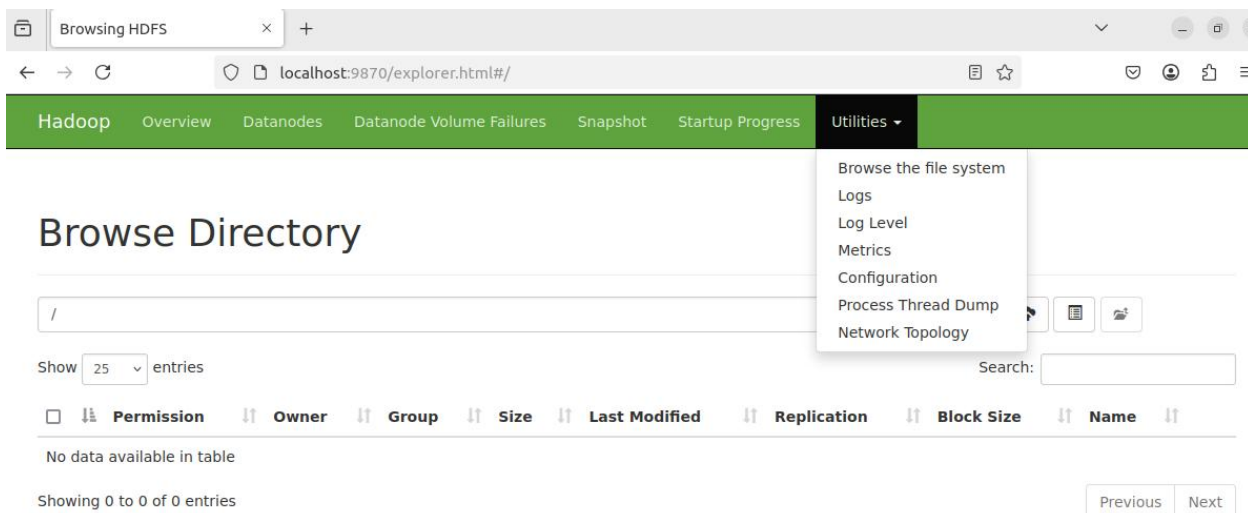 Browsing HDFS
localhost:9870/explorer.html#/
Hadoop Overview Datanodes Datanode Volume Failures Snapshot Startup Progress Utilities
Browse the file system
Logs
Log Level
Metrics
Configuration
Process Thread Dump
Network Topology
Browse Directory
/
Show 25 entries Search:
Permission Owner Group Size Last Modified Replication Block Size Name
No data available in table
Showing 0 to 0 of 0 entries Previous Next